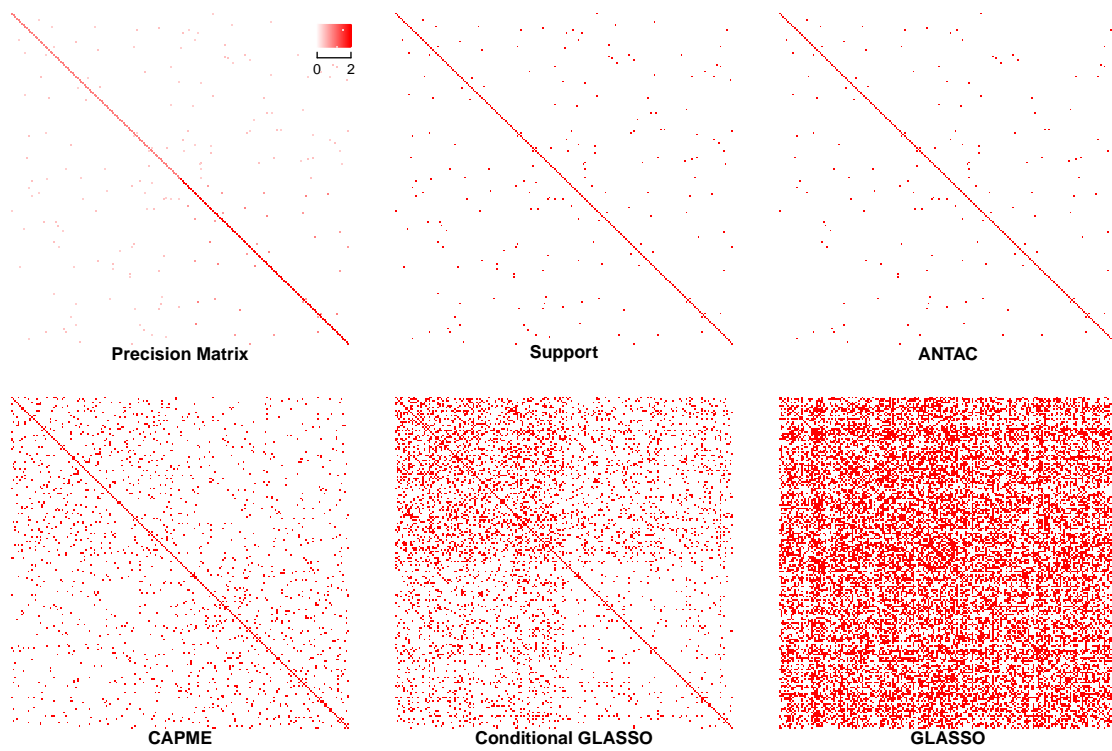 0 2
Precision Matrix
Support
ANTAC
CAPME
Conditional GLASSO
GLASSO